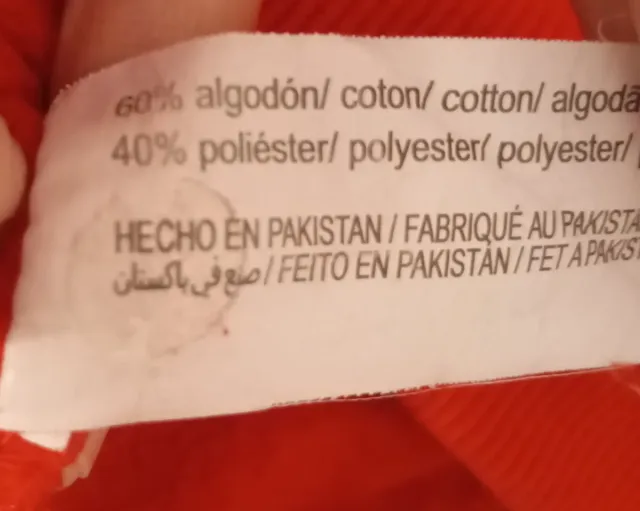 60% algodón/ coton/ cotton/ algodã
40% poliéster/ polyester/ polyester/
HECHO EN PAKISTAN / FABRIQUÉ AU PAKISTA
صنع في باكستان / FEITO EN PAKISTAN / FET A PAKIST